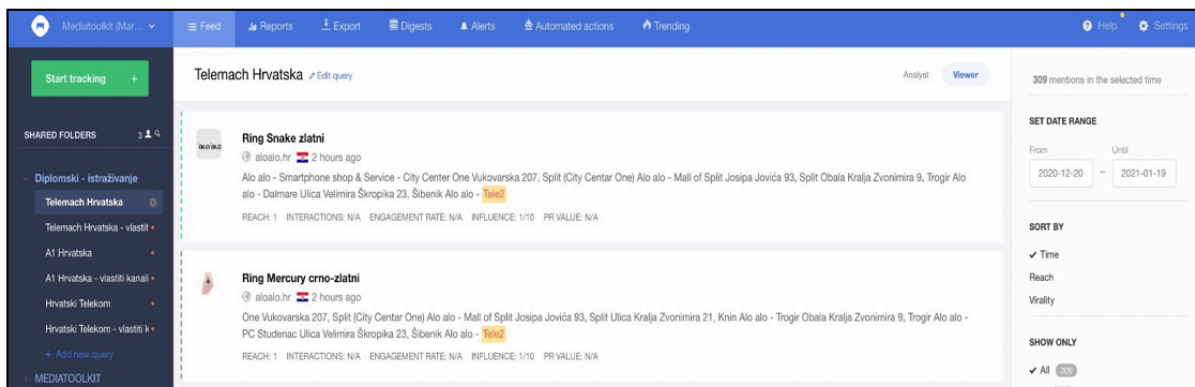 Mediatoolkit (Mar...
Feed
Reports
Export
Digests
Alerts
Automated actions
Trending
Help
Settings
Start tracking +
SHARED FOLDERS 3
Diplomski - istraživanje
Telemach Hrvatska
Telemach Hrvatska - vlastit
A1 Hrvatska
A1 Hrvatska - vlastiti kanali
Hrvatski Telekom
Hrvatski Telekom - vlastiti k
+ Add new query
MEDIATOOLKIT
Telemach Hrvatska Edit query
Analyst Viewer
Ring Snake zlatni
aloalo.hr 2 hours ago
Alo alo - Smartphone shop & Service - City Center One Vukovarska 207, Split (City Centar One) Alo alo - Mall of Split Josipa Jovića 93, Split Obala Kralja Zvonimira 9, Trogir Alo
alo - Dalmare Ulica Velimira Škropika 23, Šibenik Alo alo - Tele2
REACH: 1 INTERACTIONS: N/A ENGAGEMENT RATE: N/A INFLUENCE: 1/10 PR VALUE: N/A
Ring Mercury crno-zlatni
aloalo.hr 2 hours ago
One Vukovarska 207, Split (City Centar One) Alo alo - Mall of Split Josipa Jovića 93, Split Ulica Kralja Zvonimira 21, Knin Alo alo - Trogir Obala Kralja Zvonimira 9, Trogir Alo alo -
PC Studenac Ulica Velimira Škropika 23, Šibenik Alo alo - Tele2
REACH: 1 INTERACTIONS: N/A ENGAGEMENT RATE: N/A INFLUENCE: 1/10 PR VALUE: N/A
309 mentions in the selected time
SET DATE RANGE
From Until
2020-12-20 – 2021-01-19
SORT BY
Time
Reach
Virality
SHOW ONLY
All 309